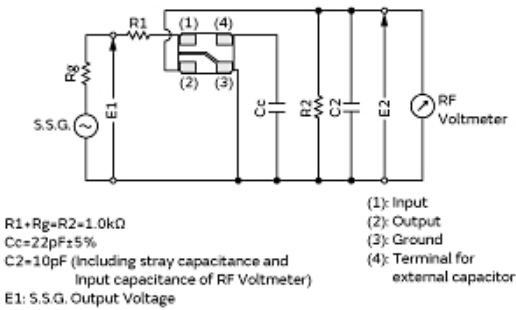 R1
(1) (4)
(2) (3)
Rg
S.S.G.
E1
Cc
R2
C2
E2
RF
Voltmeter
R1+Rg=R2=1.0kΩ
Cc=22pF±5%
C2=10pF (Including stray capacitance and
Input capacitance of RF Voltmeter)
E1: S.S.G. Output Voltage
(1): Input
(2): Output
(3): Ground
(4): Terminal for
external capacitor